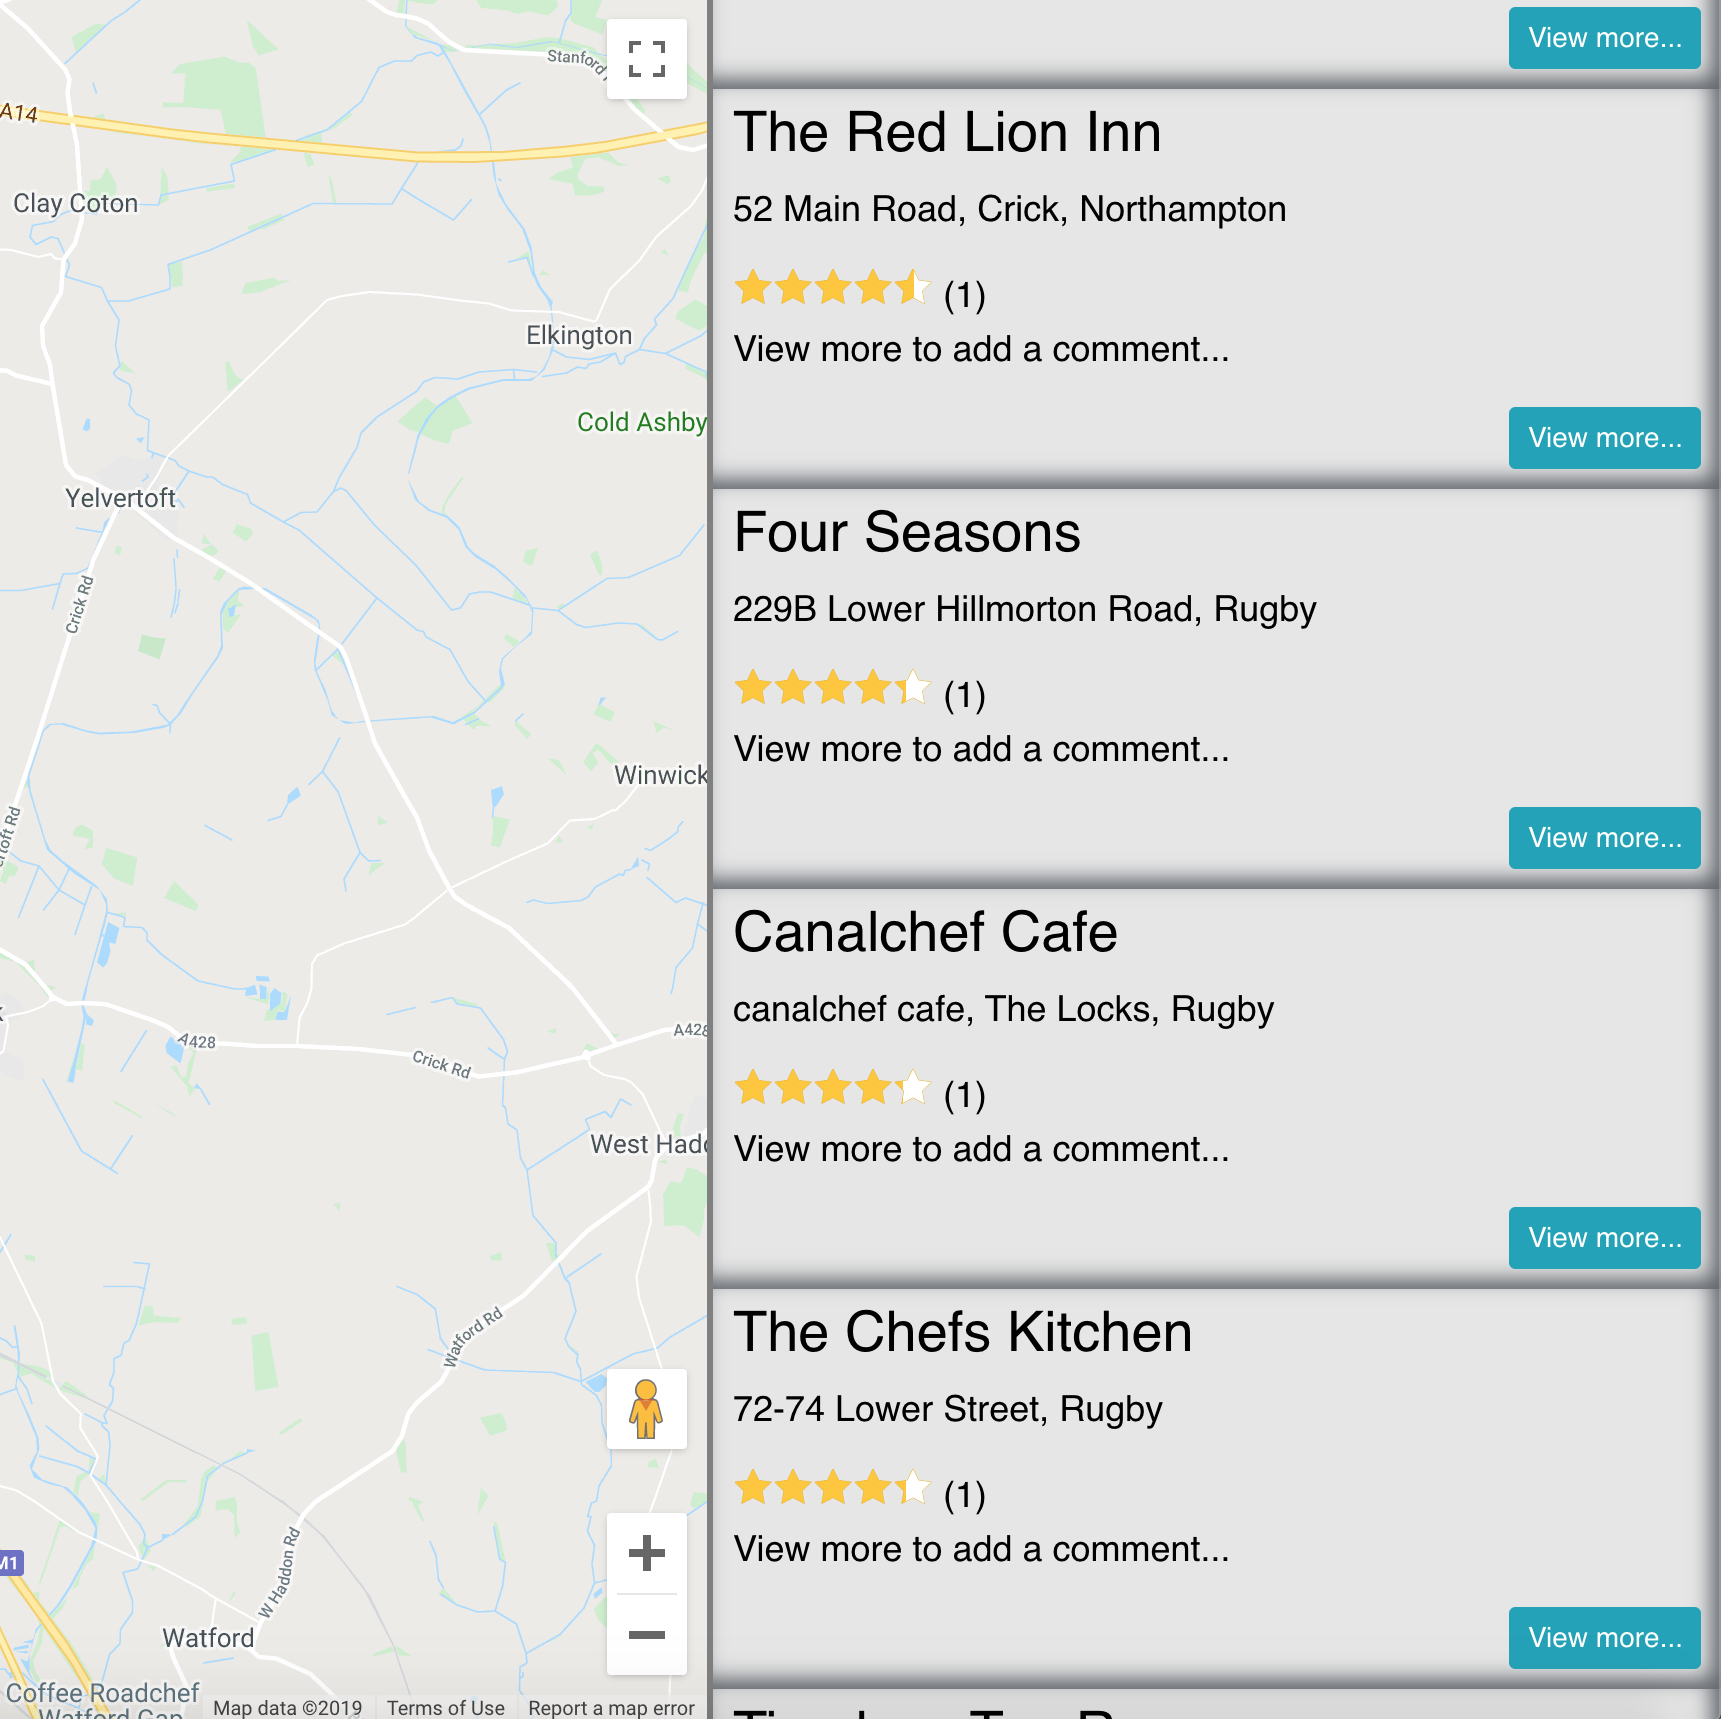 Stanford
A14
Clay Coton
Elkington
Cold Ashby
Yelvertoft
Crick Rd
Winwick
A428
Crick Rd
A428
West Hadd
Watford Rd
W Haddon Rd
M1
Watford
Coffee Roadchef
Watford Gap
Map data ©2019
Terms of Use
Report a map error
View more...
The Red Lion Inn
52 Main Road, Crick, Northampton
(1)
View more to add a comment...
View more...
Four Seasons
229B Lower Hillmorton Road, Rugby
(1)
View more to add a comment...
View more...
Canalchef Cafe
canalchef cafe, The Locks, Rugby
(1)
View more to add a comment...
View more...
The Chefs Kitchen
72-74 Lower Street, Rugby
(1)
View more to add a comment...
View more...